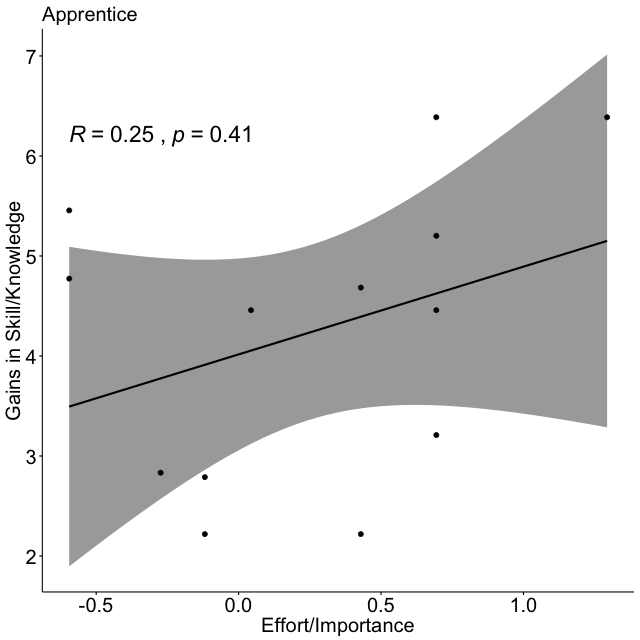 Apprentice
R = 0.25 , p = 0.41
Gains in Skill/Knowledge
7
6
5
4
3
2
-0.5 0.0 0.5 1.0
Effort/Importance